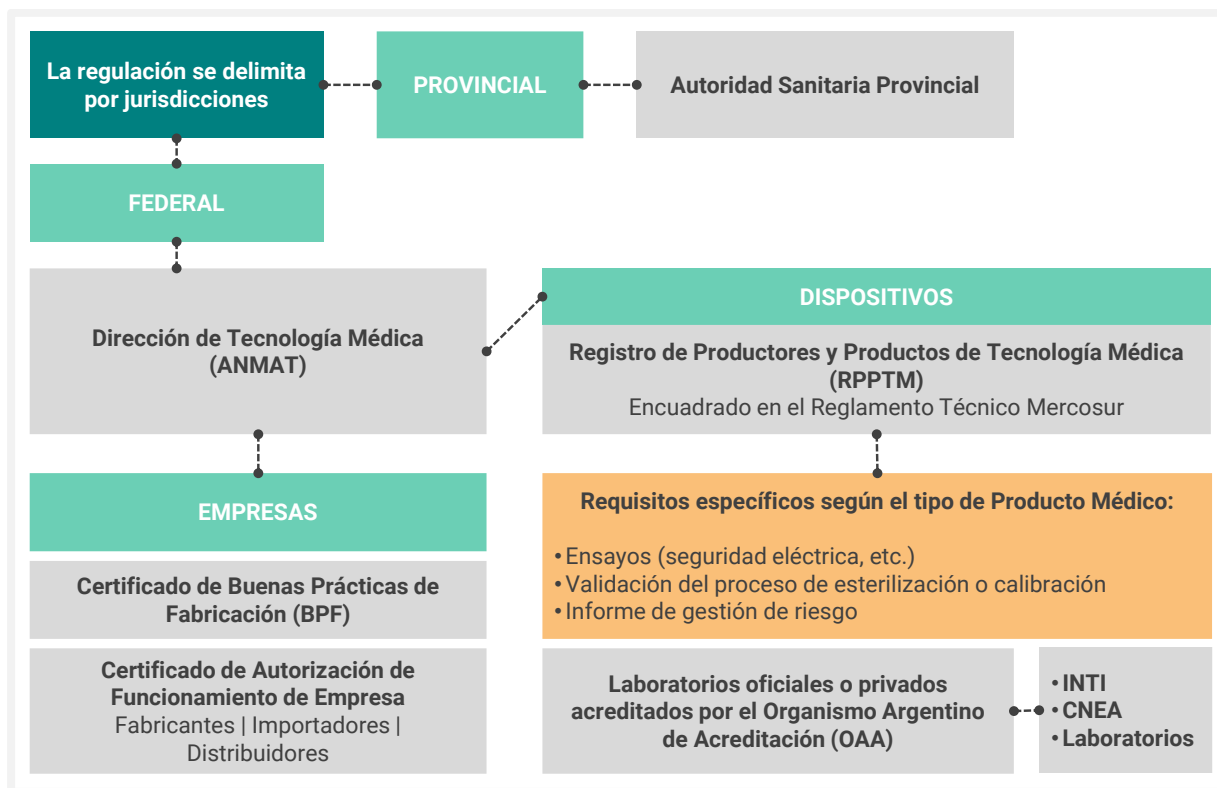 La regulación se delimita
por jurisdicciones
PROVINCIAL
Autoridad Sanitaria Provincial
FEDERAL
Dirección de Tecnología Médica
(ANMAT)
DISPOSITIVOS
Registro de Productores y Productos de Tecnología Médica
(RPPTM)
Encuadrado en el Reglamento Técnico Mercosur
EMPRESAS
Certificado de Buenas Prácticas de
Fabricación (BPF)
Certificado de Autorización de
Funcionamiento de Empresa
Fabricantes | Importadores |
Distribuidores
Requisitos específicos según el tipo de Producto Médico:
• Ensayos (seguridad eléctrica, etc.)
• Validación del proceso de esterilización o calibración
• Informe de gestión de riesgo
Laboratorios oficiales o privados
acreditados por el Organismo Argentino
de Acreditación (OAA)
• INTI
• CNEA
• Laboratorios